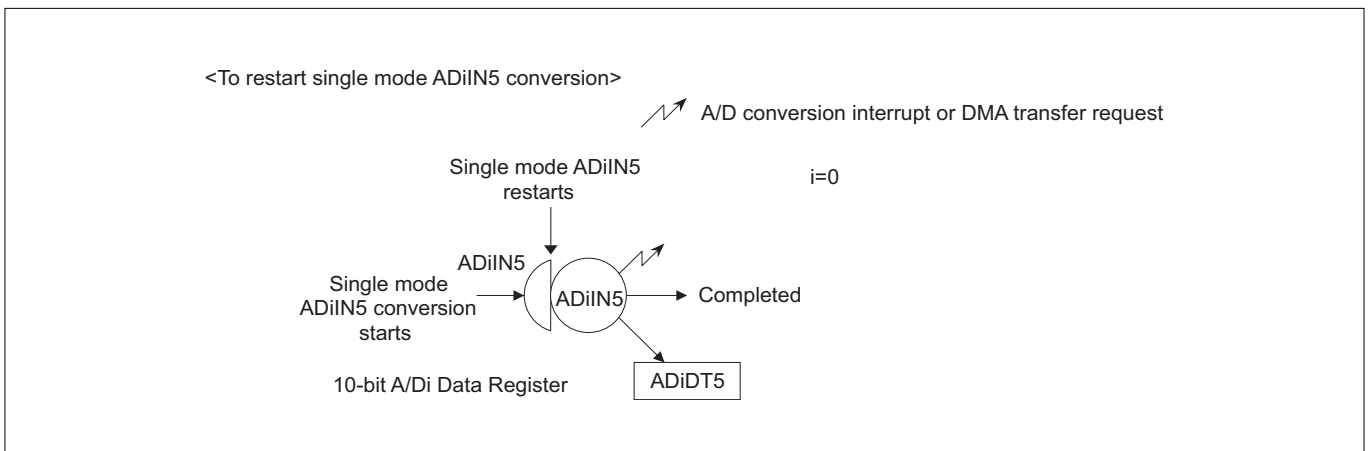 <To restart single mode ADiIN5 conversion>
A/D conversion interrupt or DMA transfer request
Single mode ADiIN5
restarts
i=0
ADiIN5
Single mode
ADiIN5 conversion
starts
ADiIN5
Completed
10-bit A/Di Data Register
ADiDT5